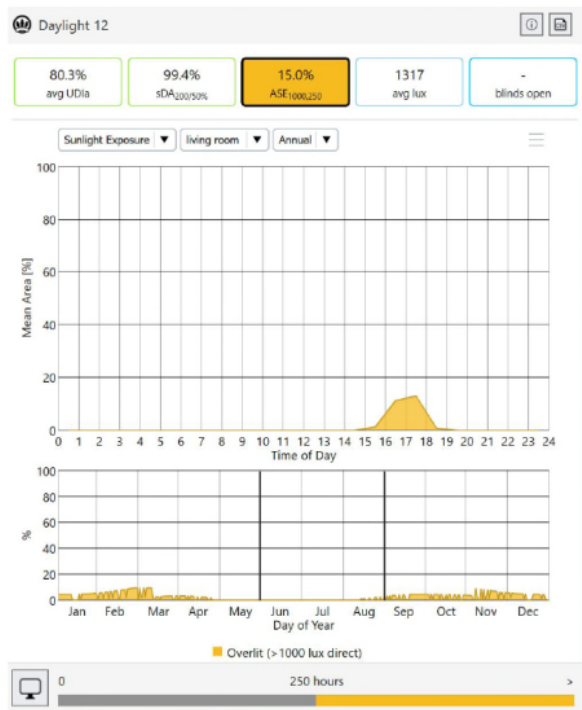 Daylight 12
80.3% 99.4% 15.0% 1317 -
avg UDIa sDA200/50% ASE1000,250 avg lux blinds open
Sunlight Exposure ▼ living room ▼ Annual ▼
100
80
60
40
20
0
Mean Area [%]
0 1 2 3 4 5 6 7 8 9 10 11 12 13 14 15 16 17 18 19 20 21 22 23 24
Time of Day
100
80
60
40
20
0
%
Jan Feb Mar Apr May Jun Jul Aug Sep Oct Nov Dec
Day of Year
Overlit (>1000 lux direct)
0 250 hours >